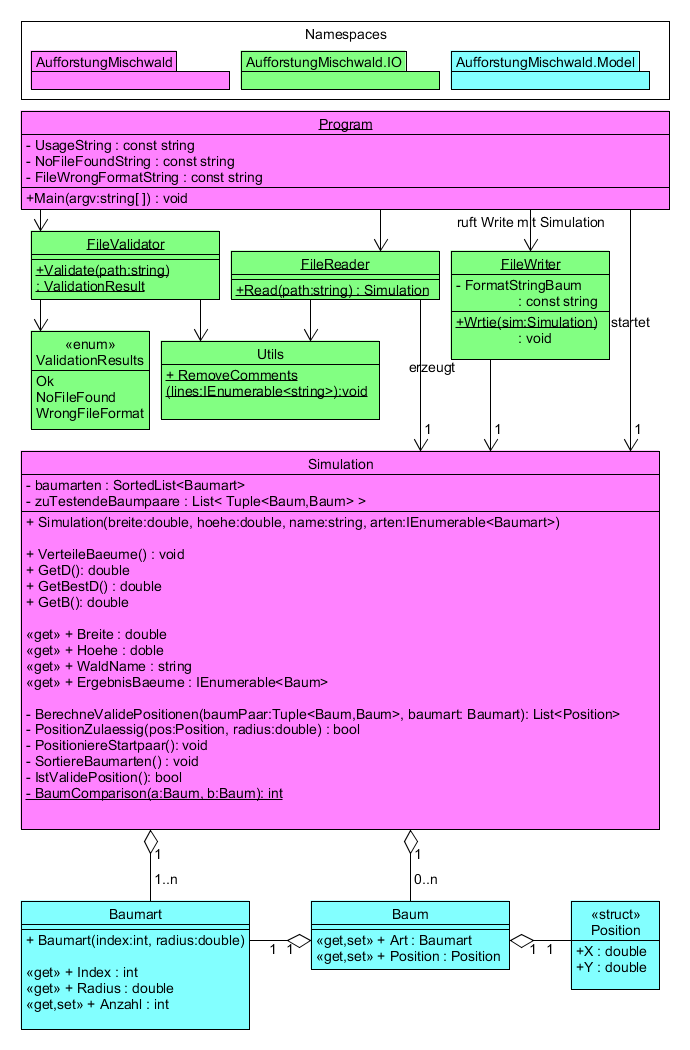 Namespaces
AufforstungMischwald
AufforstungMischwald.IO
AufforstungMischwald.Model
Program
- UsageString : const string
- NoFileFoundString : const string
- FileWrongFormatString : const string
+Main(argv:string[ ]) : void
ruft Write mit Simulation
FileValidator
+Validate(path:string)
: ValidationResult
FileReader
+Read(path:string) : Simulation
FileWriter
- FormatStringBaum
: const string
+Wrtie(sim:Simulation)
: void
startet
«enum»
ValidationResults
Ok
NoFileFound
WrongFileFormat
Utils
+ RemoveComments
(lines:IEnumerable<string>):void
erzeugt
1
1
1
Simulation
- baumarten : SortedList<Baumart>
- zuTestendeBaumpaare : List< Tuple<Baum,Baum> >
+ Simulation(breite:double, hoehe:double, name:string, arten:IEnumerable<Baumart>)
+ VerteileBaeume() : void
+ GetD(): double
+ GetBestD() : double
+ GetB(): double
«get» + Breite : double
«get» + Hoehe : doble
«get» + WaldName : string
«get» + ErgebnisBaeume : IEnumerable<Baum>
- BerechneValidePositionen(baumPaar:Tuple<Baum,Baum>, baumart: Baumart): List<Position>
- PositionZulaessig(pos:Position, radius:double) : bool
- PositioniereStartpaar(): void
- SortiereBaumarten() : void
- IstValidePosition(): bool
- BaumComparison(a:Baum, b:Baum): int
1
1
1..n
0..n
Baumart
+ Baumart(index:int, radius:double)
«get» + Index : int
«get» + Radius : double
«get,set» + Anzahl : int
1 1
Baum
«get,set» + Art : Baumart
«get,set» + Position : Position
1 1
«struct»
Position
+X : double
+Y : double